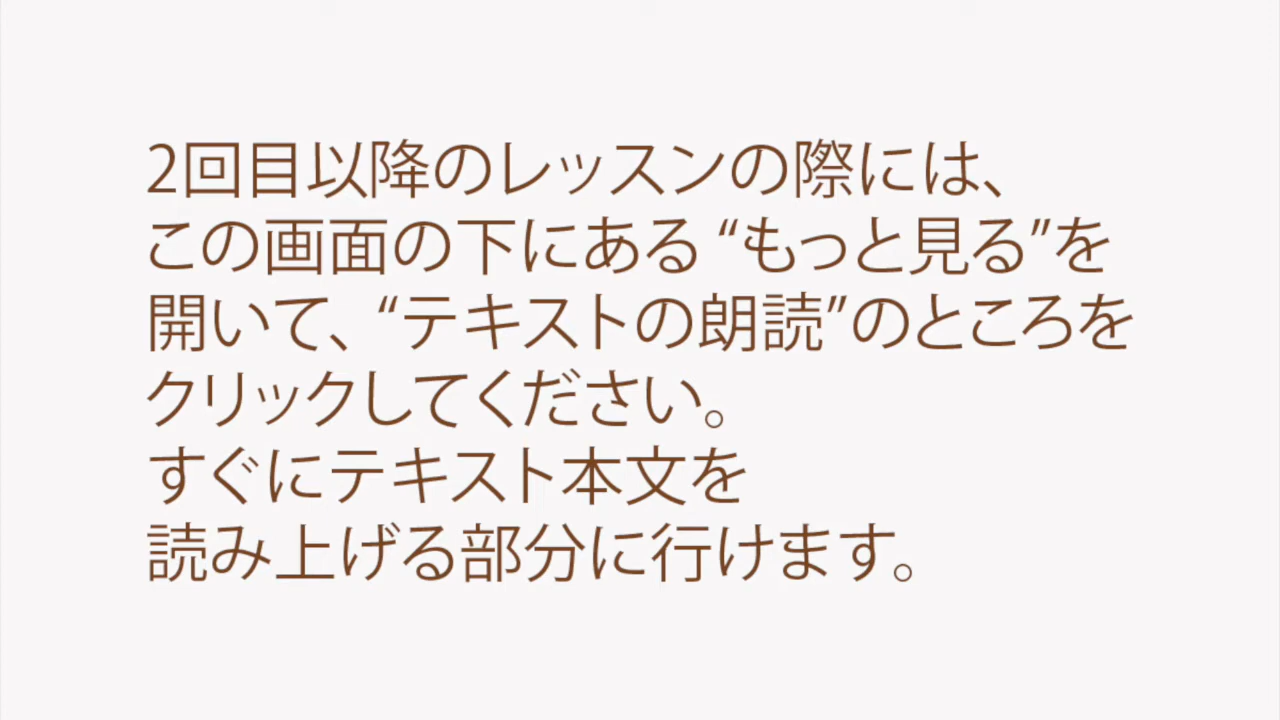 2回目以降のレッスンの際には、
この画面の下にある “もっと見る”を
開いて、“テキストの朗読”のところを
クリックしてください。
すぐにテキスト本文を
読み上げる部分に行けます。